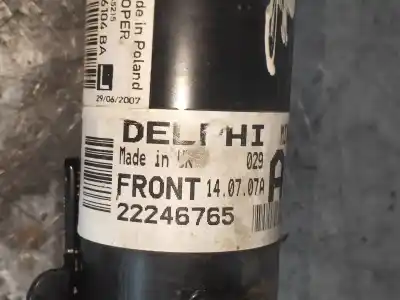 de in Poland
OPER
6104 BA
L
29/06/2007
DELPHI
Made in
029
FRONT 14.07.07A
22246765